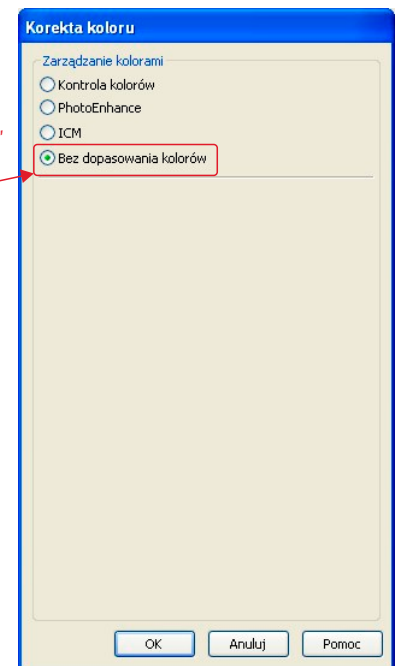 Korekta koloru
Zarządzanie kolorami
Kontrola kolorów
PhotoEnhance
ICM
Bez dopasowania kolorów
OK Anuluj Pomoc